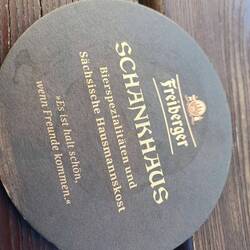 Freiberger
SCHANKHAUS
Bierspezialitäten und
Sächsische Hausmannskost
»Es ist halt schön,
wenn Freunde kommen.«